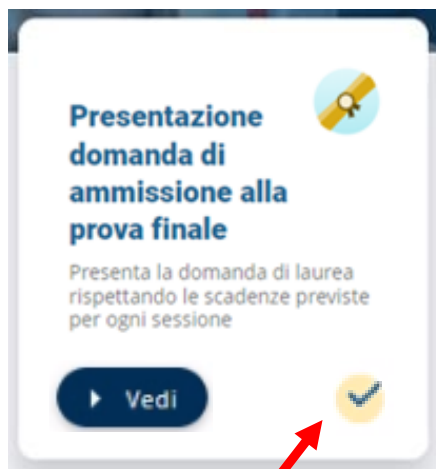 Presentazione
domanda di
ammissione alla
prova finale
Presenta la domanda di laurea
rispettando le scadenze previste
per ogni sessione
Vedi